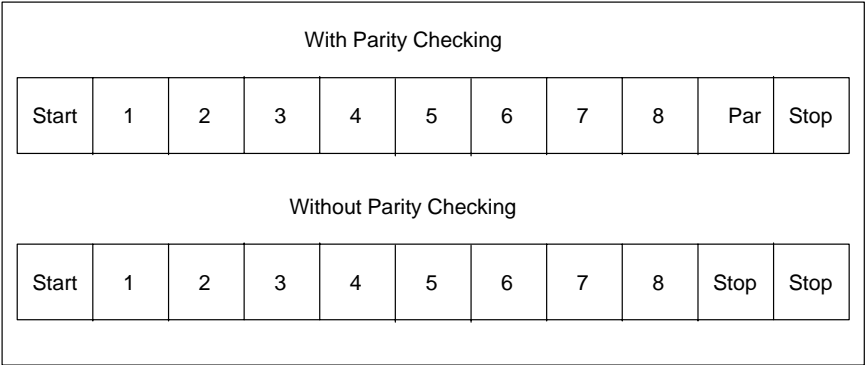 With Parity Checking
Start 1 2 3 4 5 6 7 8 Par Stop
Without Parity Checking
Start 1 2 3 4 5 6 7 8 Stop Stop